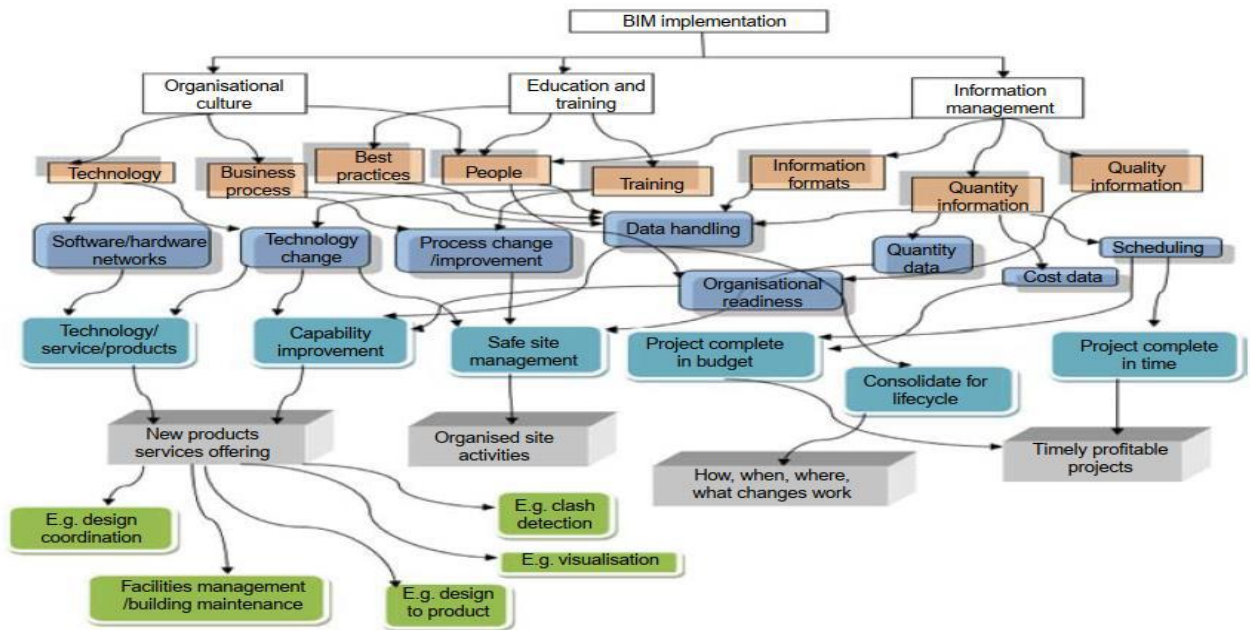 BIM implementation
Organisational
culture
Education and
training
Information
management
Technology
Business
process
Best
practices
People
Training
Information
formats
Quantity
information
Quality
information
Software/hardware
networks
Technology
change
Process change
/improvement
Data handling
Organisational
readiness
Quantity
data
Cost data
Scheduling
Technology/
service/products
Capability
improvement
Safe site
management
Project complete
in budget
Consolidate for
lifecycle
Project complete
in time
New products
services offering
Organised site
activities
How, when, where,
what changes work
Timely profitable
projects
E.g. design
coordination
Facilities management
/building maintenance
E.g. design
to product
E.g. visualisation
E.g. clash
detection